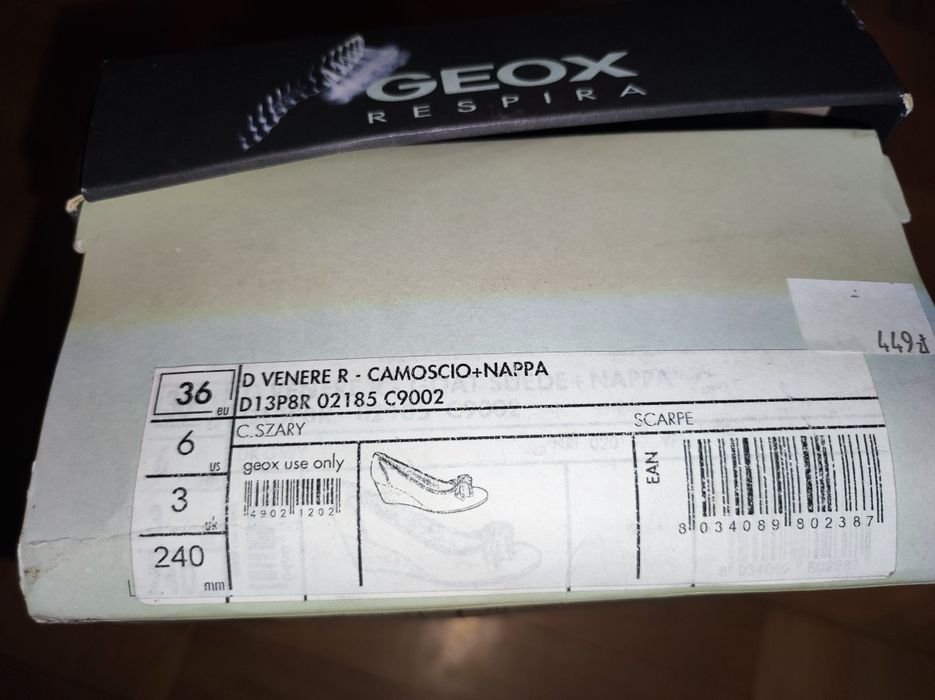 GEOX
RESPIRA
449 zł
36 eu
D VENERE R - CAMOSCIO+NAPPA
D13P8R 02185 C9002
6 us
C.SZARY
SCARPE
3 uk
geox use only
4902 1202
EAN
8 034089 802387
240 mm